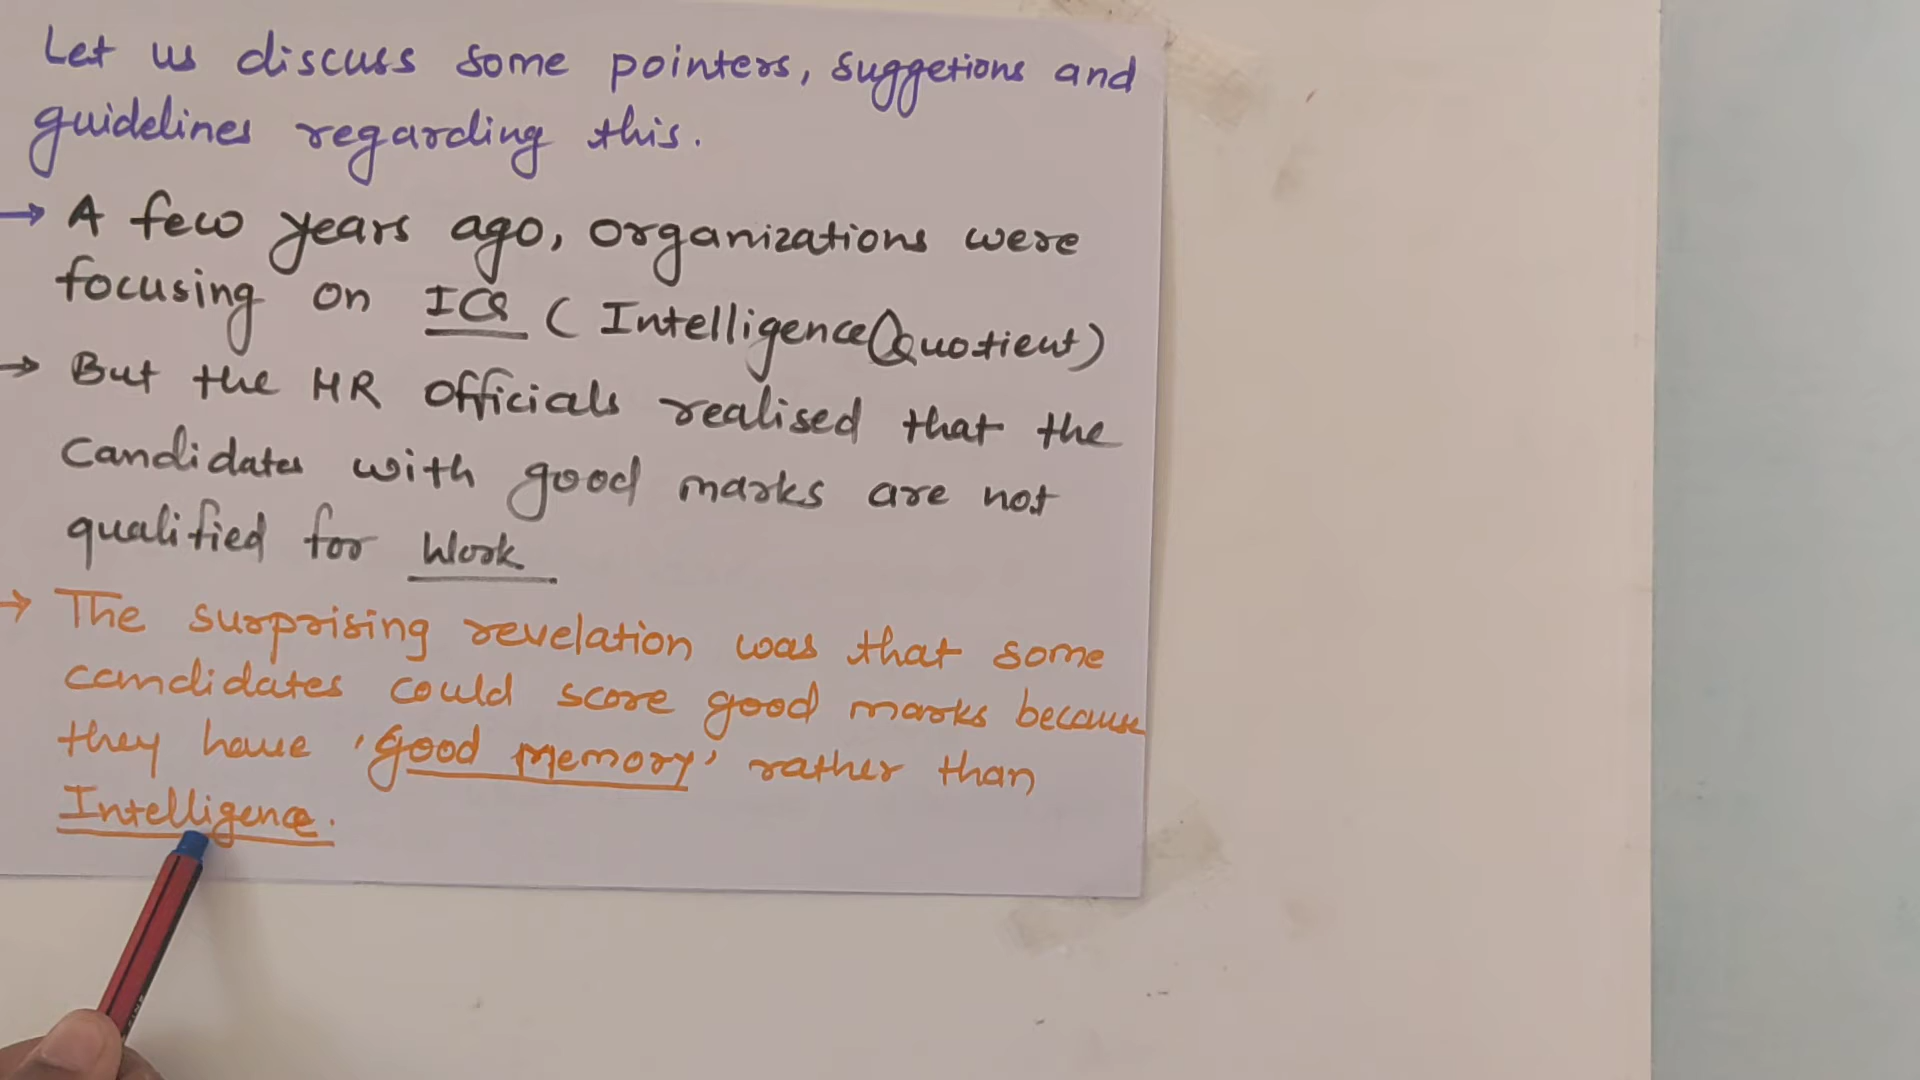 Let us discuss some pointers, suggetions and
guidelines regarding this.
→ A few years ago, organizations were
focusing on IQ ( Intelligence Quotient)
→ But the HR officials realised that the
candidates with good marks are not
qualified for Work
→ The surprising revelation was that some
candidates could score good marks because
they have 'good memory' rather than
Intelligence.